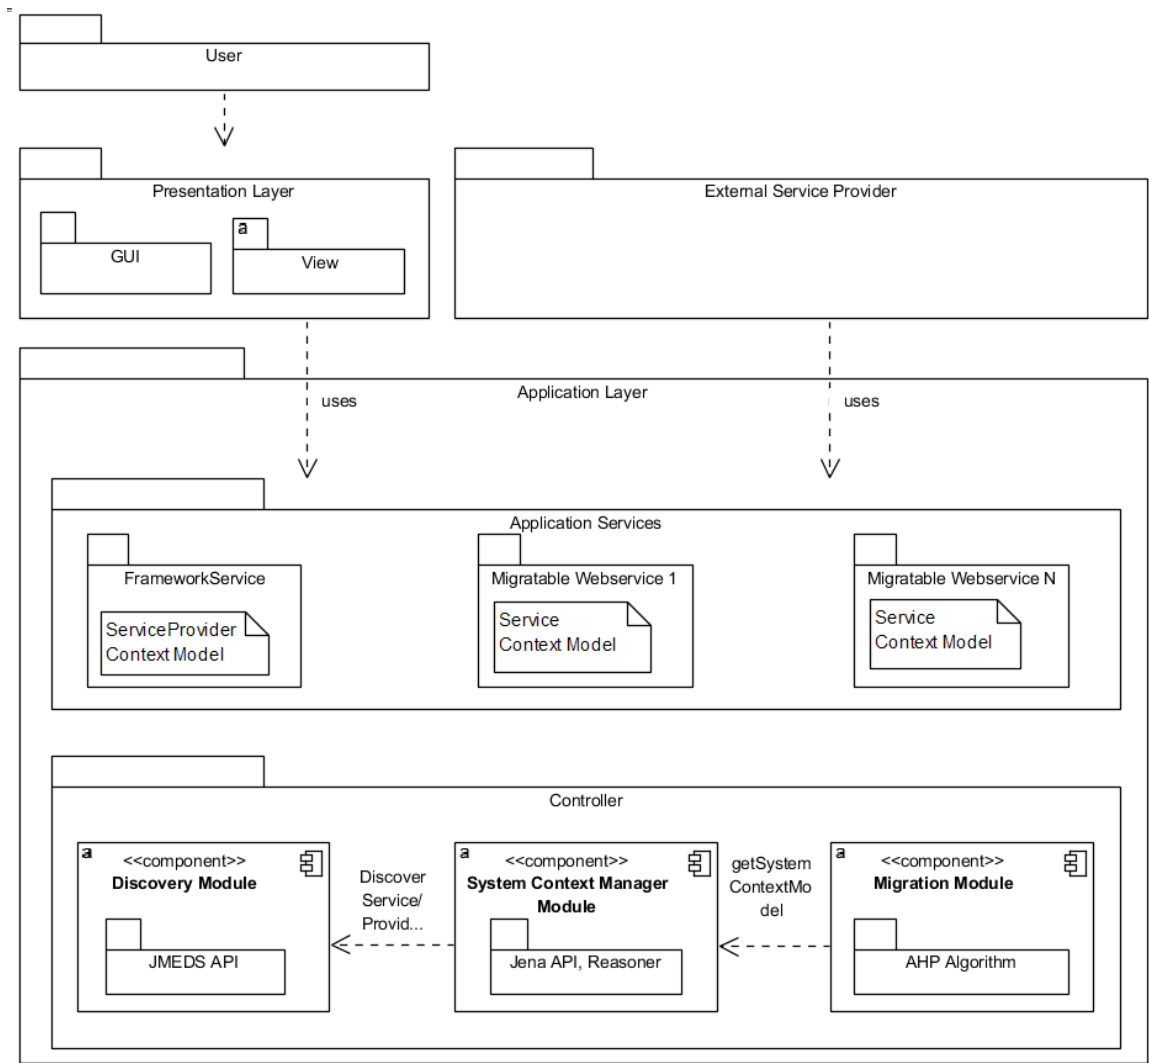 User
Presentation Layer
External Service Provider
GUI
a
View
Application Layer
uses
uses
Application Services
FrameworkService
Migratable Webservice 1
Migratable Webservice N
ServiceProvider
Context Model
Service
Context Model
Service
Context Model
Controller
a
<<component>>
Discovery Module
JMEDS API
Discover
Service/
Provid...
a
<<component>>
System Context Manager
Module
Jena API, Reasoner
getSystem
ContextMo
del
a
<<component>>
Migration Module
AHP Algorithm